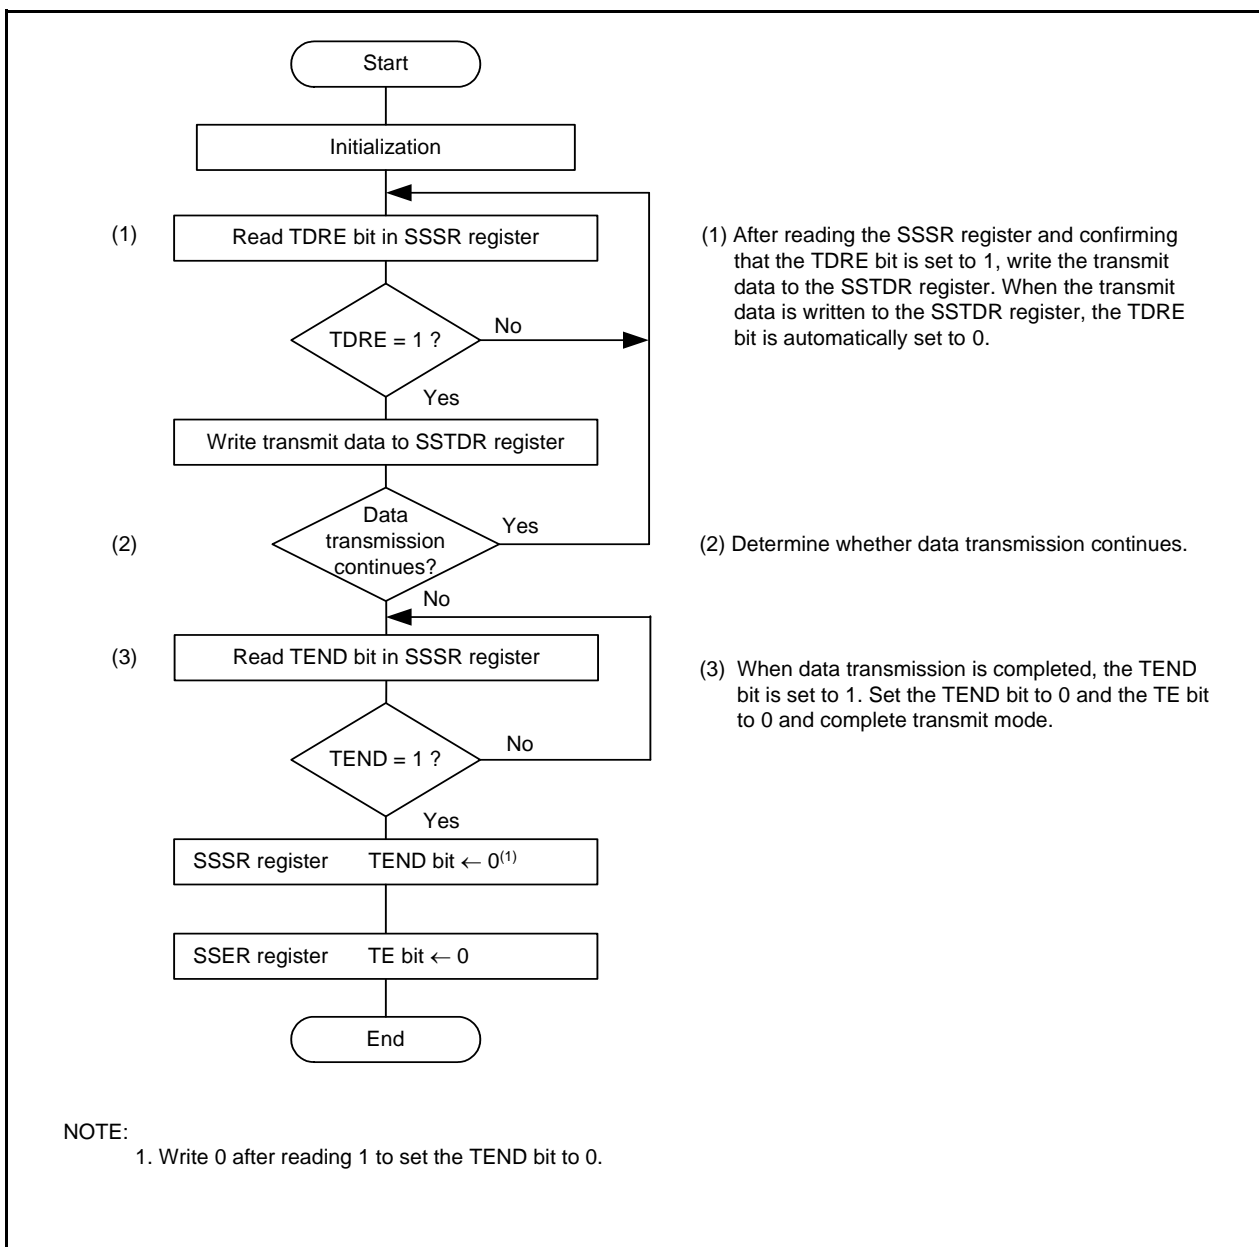 Start
Initialization
(1)
Read TDRE bit in SSSR register
(1) After reading the SSSR register and confirming
that the TDRE bit is set to 1, write the transmit
data to the SSTDR register. When the transmit
data is written to the SSTDR register, the TDRE
bit is automatically set to 0.
TDRE = 1 ?
No
Yes
Write transmit data to SSTDR register
(2)
Data
transmission
continues?
Yes
(2) Determine whether data transmission continues.
No
(3)
Read TEND bit in SSSR register
(3) When data transmission is completed, the TEND
bit is set to 1. Set the TEND bit to 0 and the TE bit
to 0 and complete transmit mode.
TEND = 1 ?
No
Yes
SSSR register TEND bit ← 0(1)
SSER register TE bit ← 0
End
NOTE:
1. Write 0 after reading 1 to set the TEND bit to 0.